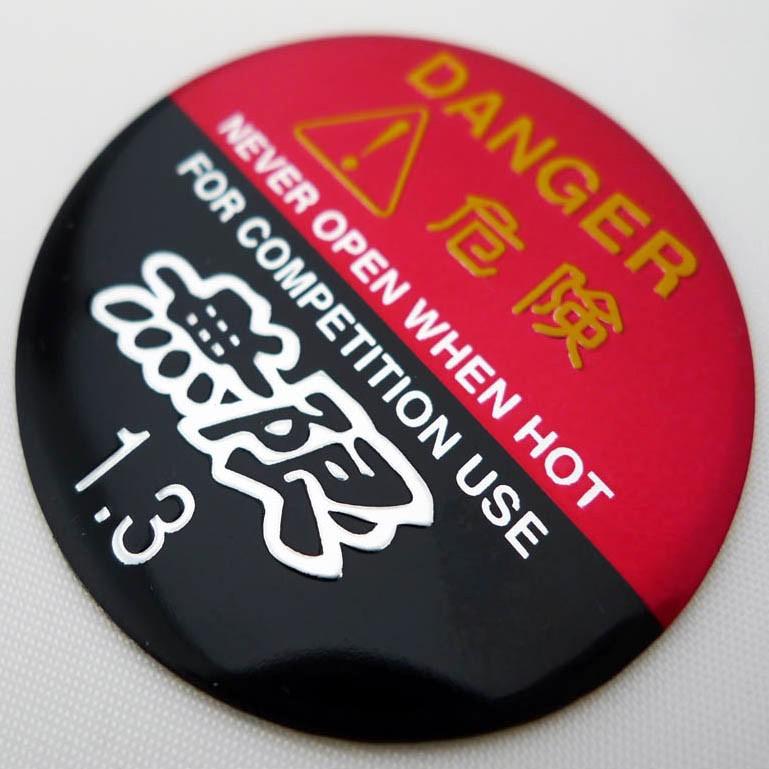 DANGER
危険
NEVER OPEN WHEN HOT
FOR COMPETITION USE
無限
1.3